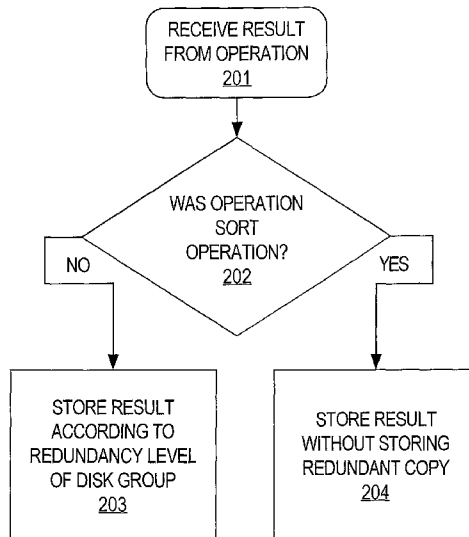 RECEIVE RESULT
FROM OPERATION
201
WAS OPERATION
SORT
OPERATION?
202
NO
YES
STORE RESULT
ACCORDING TO
REDUNDANCY LEVEL
OF DISK GROUP
203
STORE RESULT
WITHOUT STORING
REDUNDANT COPY
204